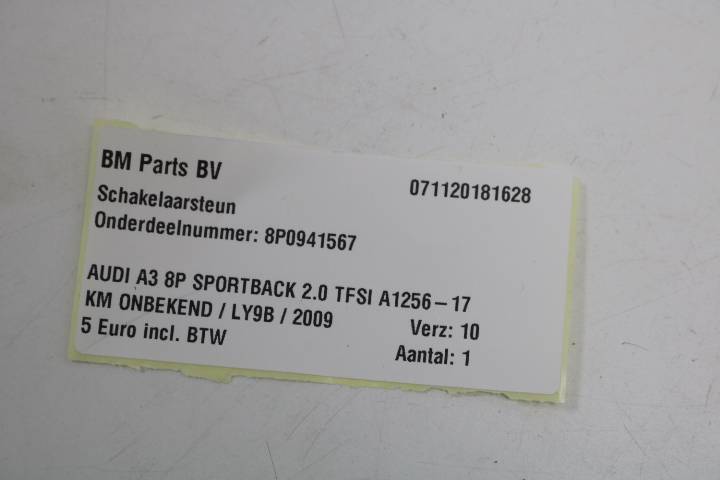 BM Parts BV
071120181628
Schakelaarsteun
Onderdeelnummer: 8P0941567
AUDI A3 8P SPORTBACK 2.0 TFSI A1256-17
KM ONBEKEND / LY9B / 2009
Verz: 10
5 Euro incl. BTW
Aantal: 1